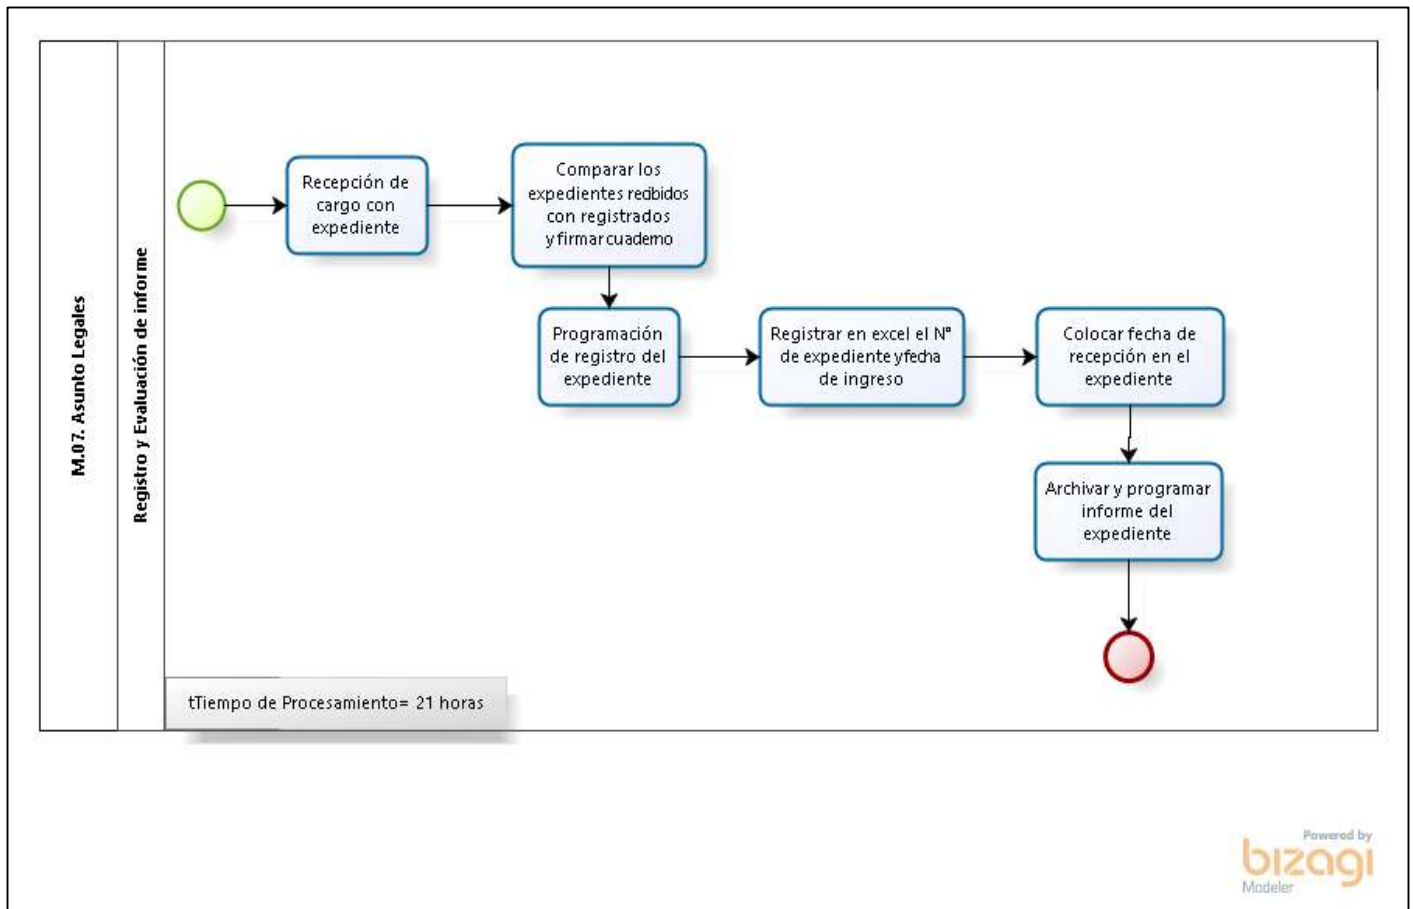 M.07. Asunto Legales
Registro y Evaluación de informe
Recepción de
cargo con
expediente
Comparar los
expedientes recibidos
con registrados
y firmar cuaderno
Programación
de registro del
expediente
Registrar en excel el N°
de expediente y fecha
de ingreso
Colocar fecha de
recepción en el
expediente
Archivar y programar
informe del
expediente
tTiempo de Procesamiento= 21 horas
Powered by
bizagi
Modeler